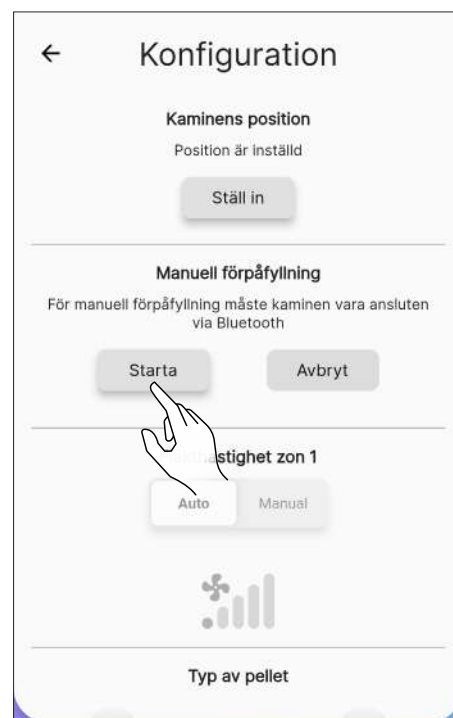 Konfiguration
Kaminens position
Position är inställd
Ställ in
Manuell förpåfyllning
För manuell förpåfyllning måste kaminen vara ansluten
via Bluetooth
Starta Avbryt
zon 1
Auto Manual
Typ av pellet